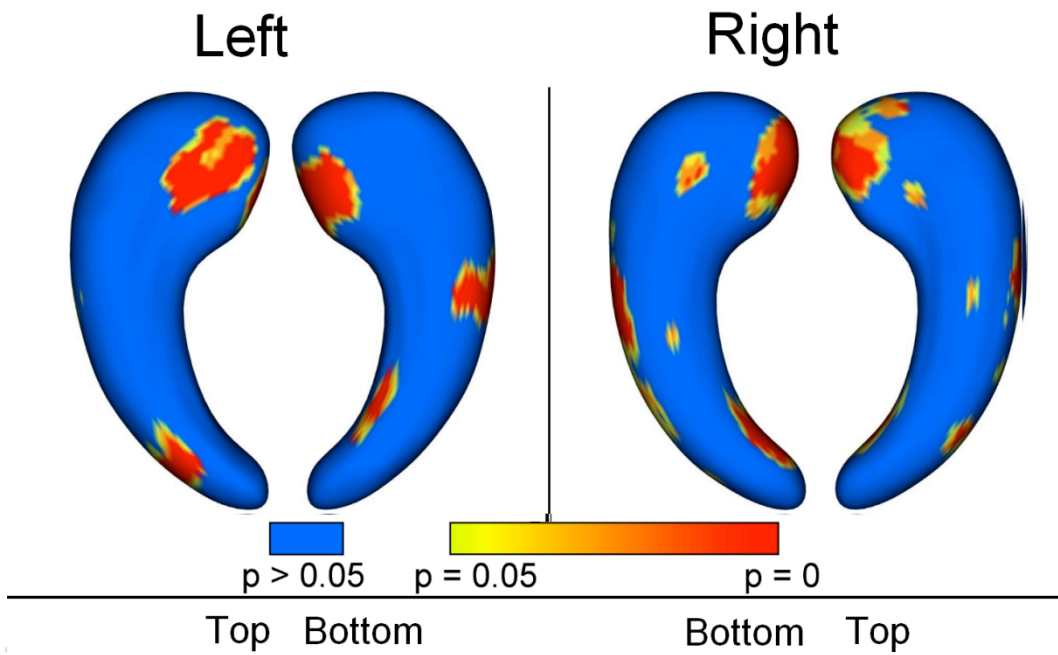 Left Right
p > 0.05 p = 0.05 p = 0
Top Bottom Bottom Top